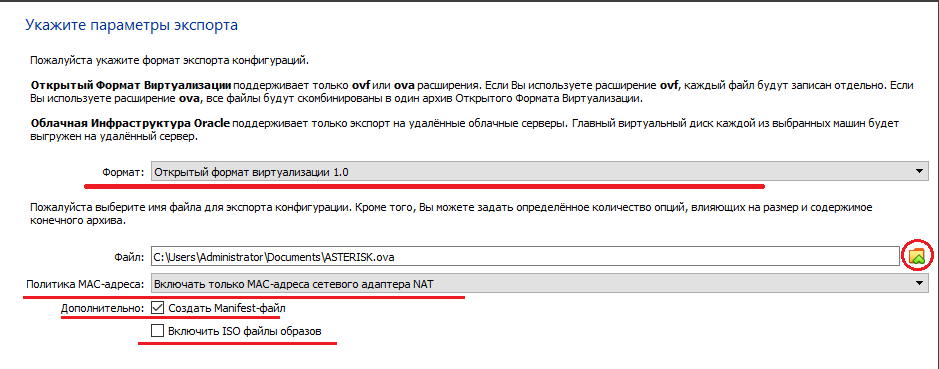 Укажите параметры экспорта
Пожалуйста укажите формат экспорта конфигураций.
Открытый Формат Виртуализации поддерживает только ovf или ova расширения. Если Вы используете расширение ovf, каждый файл будут записан отдельно. Если
Вы используете расширение ova, все файлы будут скомбинированы в один архив Открытого Формата Виртуализации.
Облачная Инфраструктура Oracle поддерживает только экспорт на удалённые облачные серверы. Главный виртуальный диск каждой из выбранных машин будет
выгружен на удалённый сервер.
Формат: Открытый формат виртуализации 1.0
Пожалуйста выберите имя файла для экспорта конфигурации. Кроме того, Вы можете задать определённое количество опций, влияющих на размер и содержимое
конечного архива.
Файл: C:\Users\Administrator\Documents\ASTERISK.ova
Политика MAC-адреса: Включать только MAC-адреса сетевого адаптера NAT
Дополнительно: Создать Manifest-файл
Включить ISO файлы образов